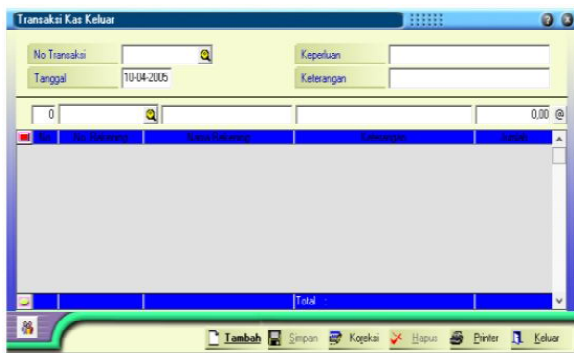 Transaksi Kas Keluar
No Transaksi Keperluan
Tanggal 10-04-2005 Keterangan
0 0,00 @
No No. Rekening Nama Rekening Keterangan Jumlah
Total :
Tambah Simpan Koreksi Hapus Printer Keluar